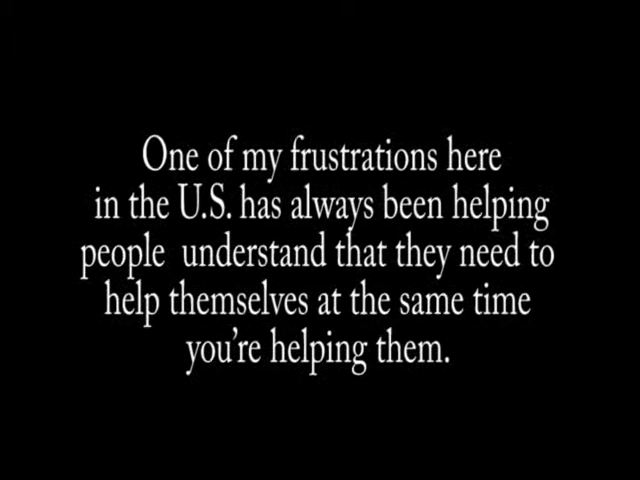 One of my frustrations here
in the U.S. has always been helping
people understand that they need to
help themselves at the same time
you're helping them.